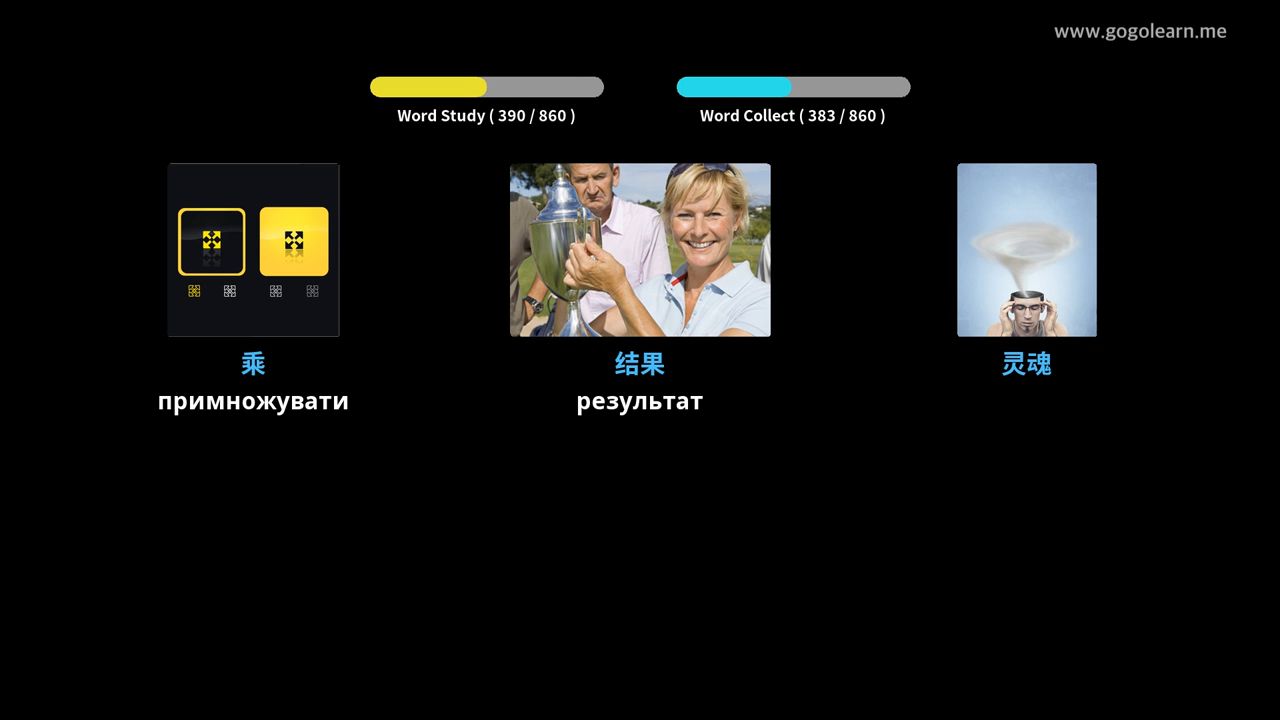 www.gogolearn.me
Word Study ( 390 / 860 )
Word Collect ( 383 / 860 )
乘
结果
灵魂
примножувати
результат